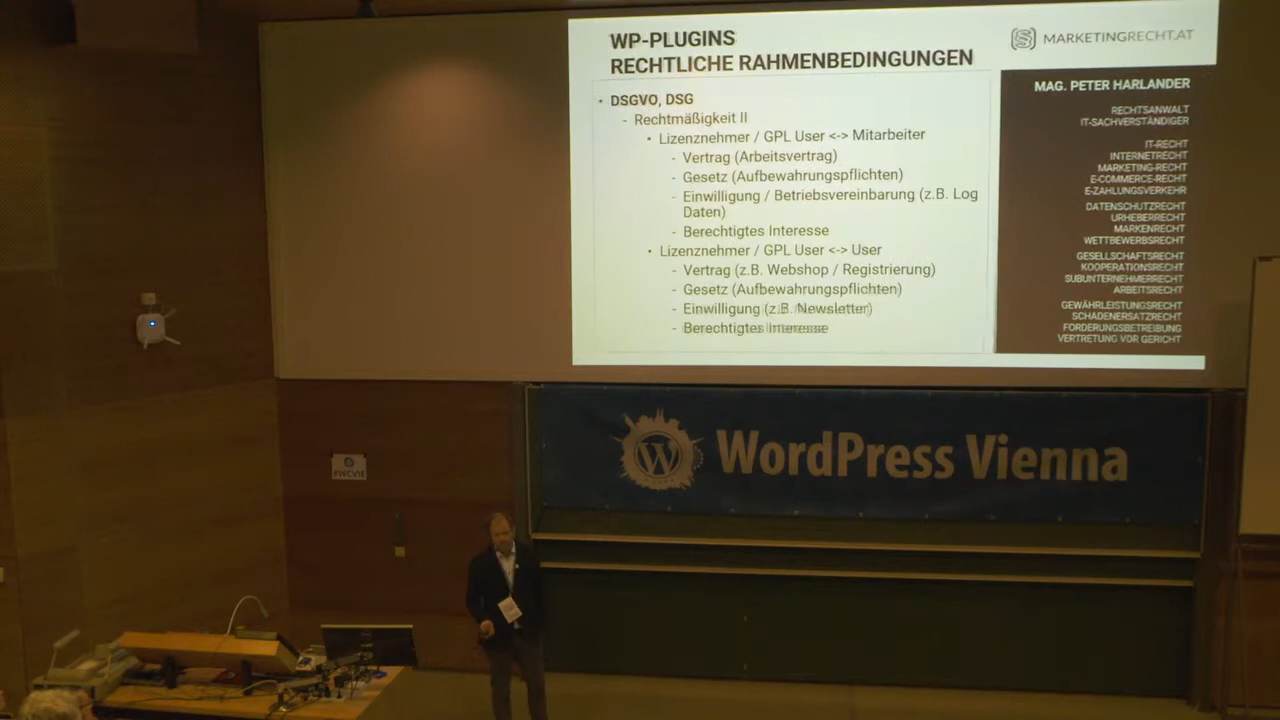 WP-PLUGINS
RECHTLICHE RAHMENBEDINGUNGEN
• DSGVO, DSG
- Rechtmäßigkeit II
• Lizenznehmer / GPL User <-> Mitarbeiter
- Vertrag (Arbeitsvertrag)
- Gesetz (Aufbewahrungspflichten)
- Einwilligung / Betriebsvereinbarung (z.B. Log
Daten)
- Berechtigtes Interesse
• Lizenznehmer / GPL User <-> User
- Vertrag (z.B. Webshop / Registrierung)
- Gesetz (Aufbewahrungspflichten)
- Einwilligung (z.B. Newsletter)
- Berechtigtes Interesse
MARKETINGRECHT.AT
MAG. PETER HARLANDER
RECHTSANWALT
IT-SACHVERSTÄNDIGER
IT-RECHT
INTERNETRECHT
MARKETING-RECHT
E-COMMERCE-RECHT
E-ZAHLUNGSVERKEHR
DATENSCHUTZRECHT
URHEBERRECHT
MARKENRECHT
WETTBEWERBSRECHT
GESELLSCHAFTSRECHT
KOOPERATIONSRECHT
SUBUNTERNEHMERRECHT
ARBEITSRECHT
GEWÄHRLEISTUNGSRECHT
SCHADENERSATZRECHT
FORDERUNGSBETREIBUNG
VERTRETUNG VOR GERICHT
WordPress Vienna
#WCVIE